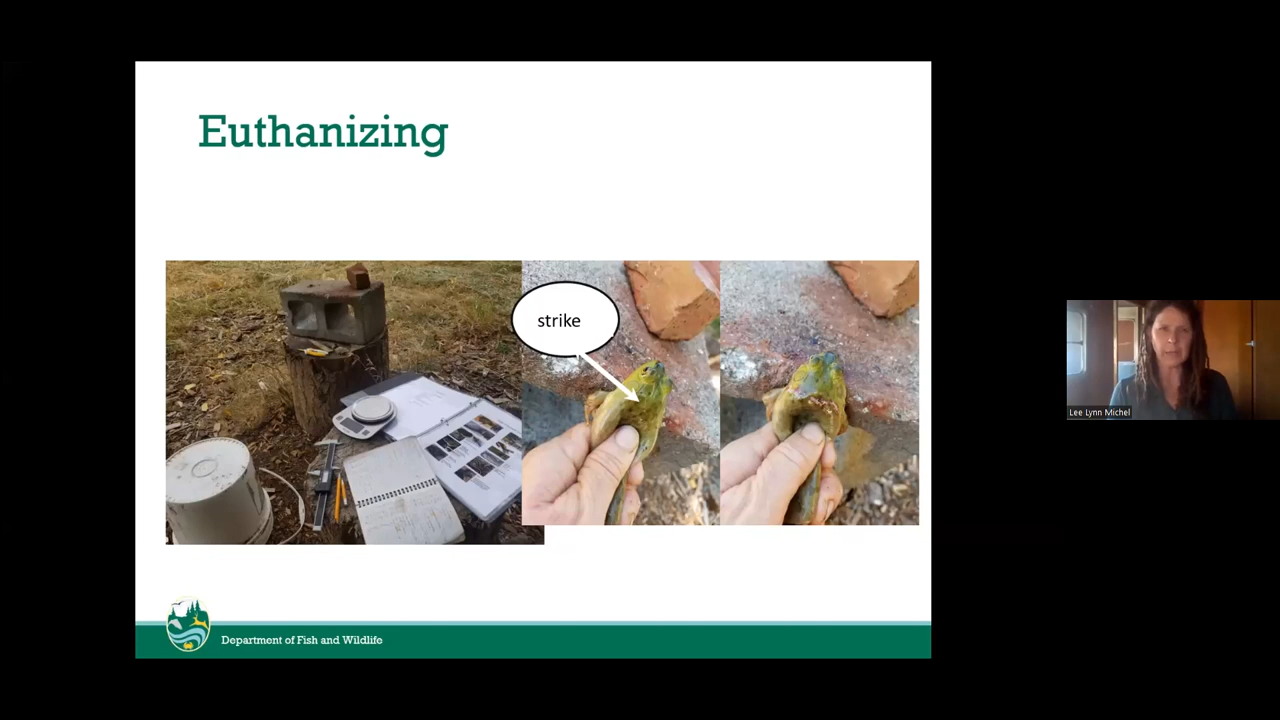 Euthanizing
strike
Department of Fish and Wildlife
Lee Lynn Michel